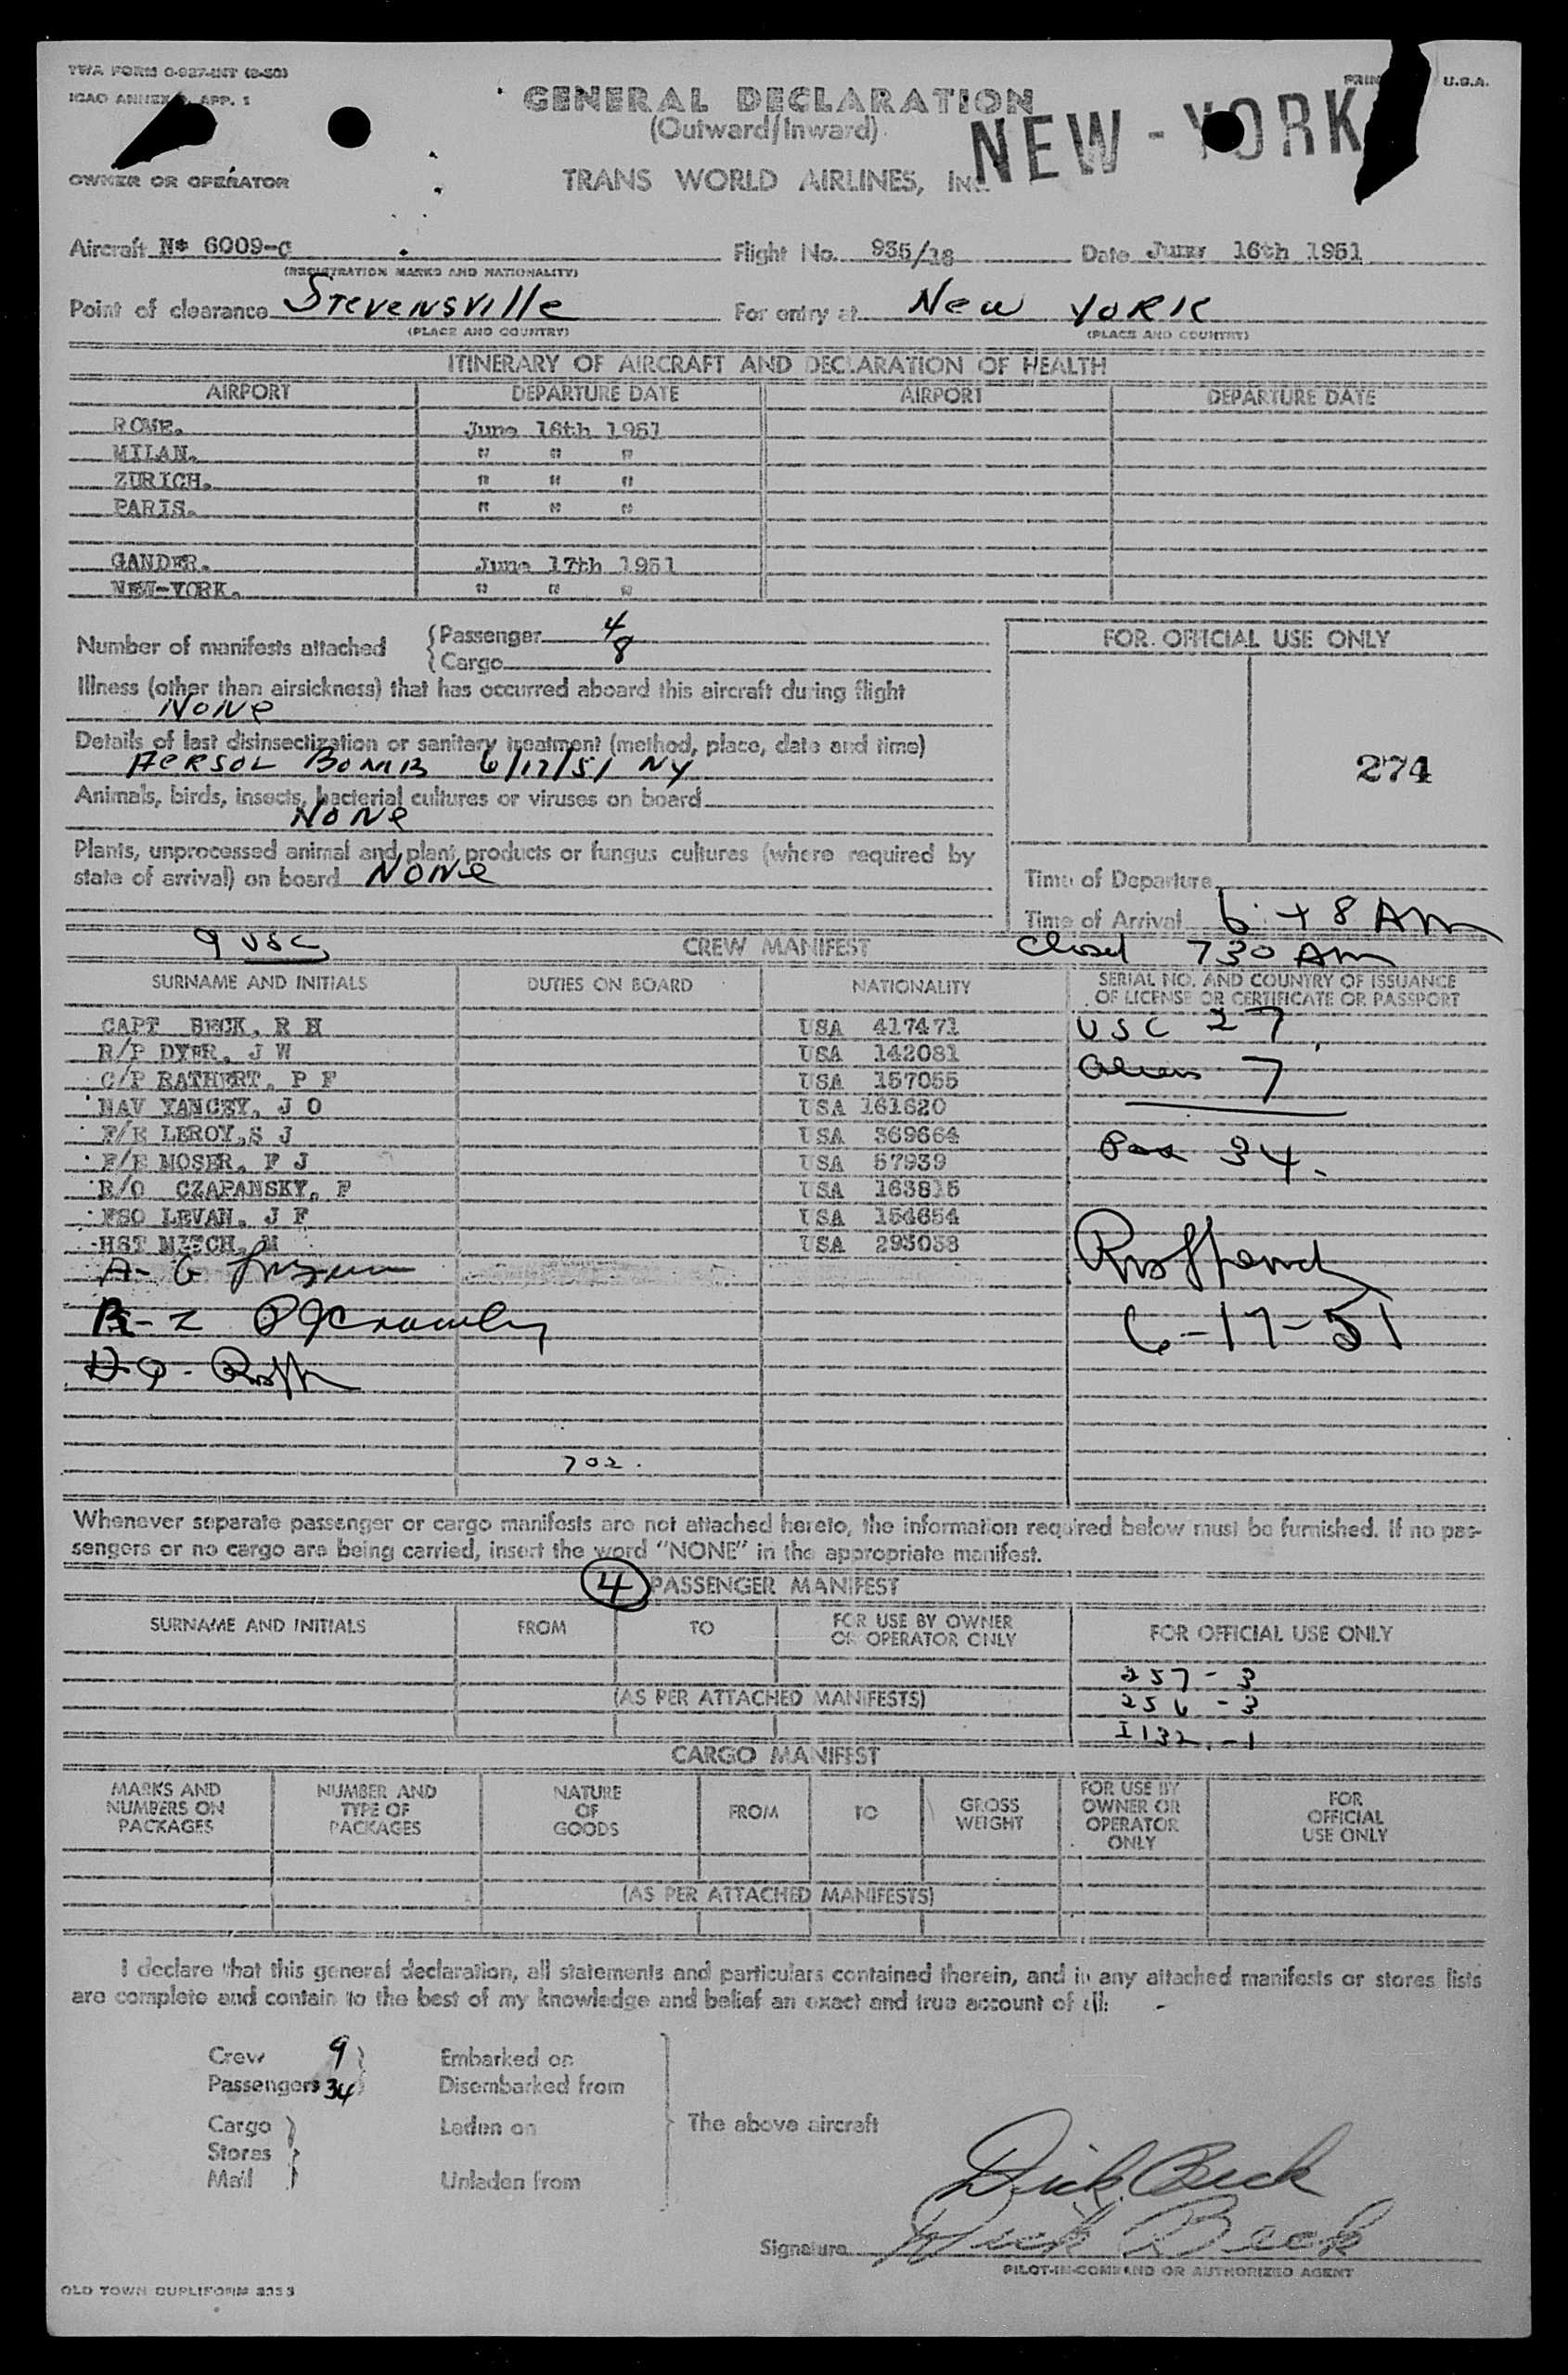 TWA FORM O-927-INT (8-50)
ICAO ANNEX 9, APP. 1
U.S.A.
GENERAL DECLARATION
(Outward/Inward)
NEW-YORK
OWNER OR OPERATOR
TRANS WORLD AIRLINES, INC.
Aircraft N* 6009-C Flight No. 935/16 Date 16th 1951
(REGISTRATION MARKS AND NATIONALITY)
Point of clearance Stevensville For entry at New York
(PLACE AND COUNTRY) (PLACE AND COUNTRY)
ITINERARY OF AIRCRAFT AND DECLARATION OF HEALTH
AIRPORT DEPARTURE DATE AIRPORT DEPARTURE DATE
ROME. June 16th 1951
MILAN. " " "
ZURICH. " " "
PARIS. " " "
GANDER. June 17th 1951
NEW-YORK. " " "
Number of manifests attached { Passenger 4
{ Cargo 8
FOR OFFICIAL USE ONLY
Illness (other than airsickness) that has occurred aboard this aircraft during flight
None
Details of last disinsectization or sanitary treatment (method, place, date and time)
Aersol Bomb 6/17/51 NY
274
Animals, birds, insects, bacterial cultures or viruses on board
None
Plants, unprocessed animal and plant products or fungus cultures (where required by
state of arrival) on board None
Time of Departure
Time of Arrival 6:48 AM
9 USC CREW MANIFEST Closed 730 AM
SURNAME AND INITIALS DUTIES ON BOARD NATIONALITY SERIAL NO. AND COUNTRY OF ISSUANCE
OF LICENSE OR CERTIFICATE OR PASSPORT
CAPT BECK, R H USA 417471 USC 27
R/P DYER, J W USA 142081 Aliens 7
C/P RATHERT, P F USA 157055
NAV YANCEY, J O USA 161620
F/E LEROY, S J USA 369664 Pax 34.
F/E MOSER, F J USA 57939
R/O CZAPANSKY, F USA 163815
FSO LEVAN, J F USA 154654
HST MITCH, M USA 293038
6-17-51
702.
Whenever separate passenger or cargo manifests are not attached hereto, the information required below must be furnished. If no pas-
sengers or no cargo are being carried, insert the word "NONE" in the appropriate manifest.
4 PASSENGER MANIFEST
SURNAME AND INITIALS FROM TO FOR USE BY OWNER
OR OPERATOR ONLY FOR OFFICIAL USE ONLY
257 - 3
(AS PER ATTACHED MANIFESTS) 256 - 3
I132. - 1
CARGO MANIFEST
MARKS AND
NUMBERS ON
PACKAGES
NUMBER AND
TYPE OF
PACKAGES
NATURE
OF
GOODS
FROM
TO
GROSS
WEIGHT
FOR USE BY
OWNER OR
OPERATOR
ONLY
FOR
OFFICIAL
USE ONLY
(AS PER ATTACHED MANIFESTS)
I declare that this general declaration, all statements and particulars contained therein, and in any attached manifests or stores lists
are complete and contain to the best of my knowledge and belief an exact and true account of all:
Crew 9 } Embarked on
Passengers 34 } Disembarked from
Cargo } Laden on The above aircraft
Stores }
Mail } Unladen from
Dick Beck
Signature Dick Beck
PILOT-IN-COMMAND OR AUTHORIZED AGENT
OLD TOWN DUPLIFORM 3353